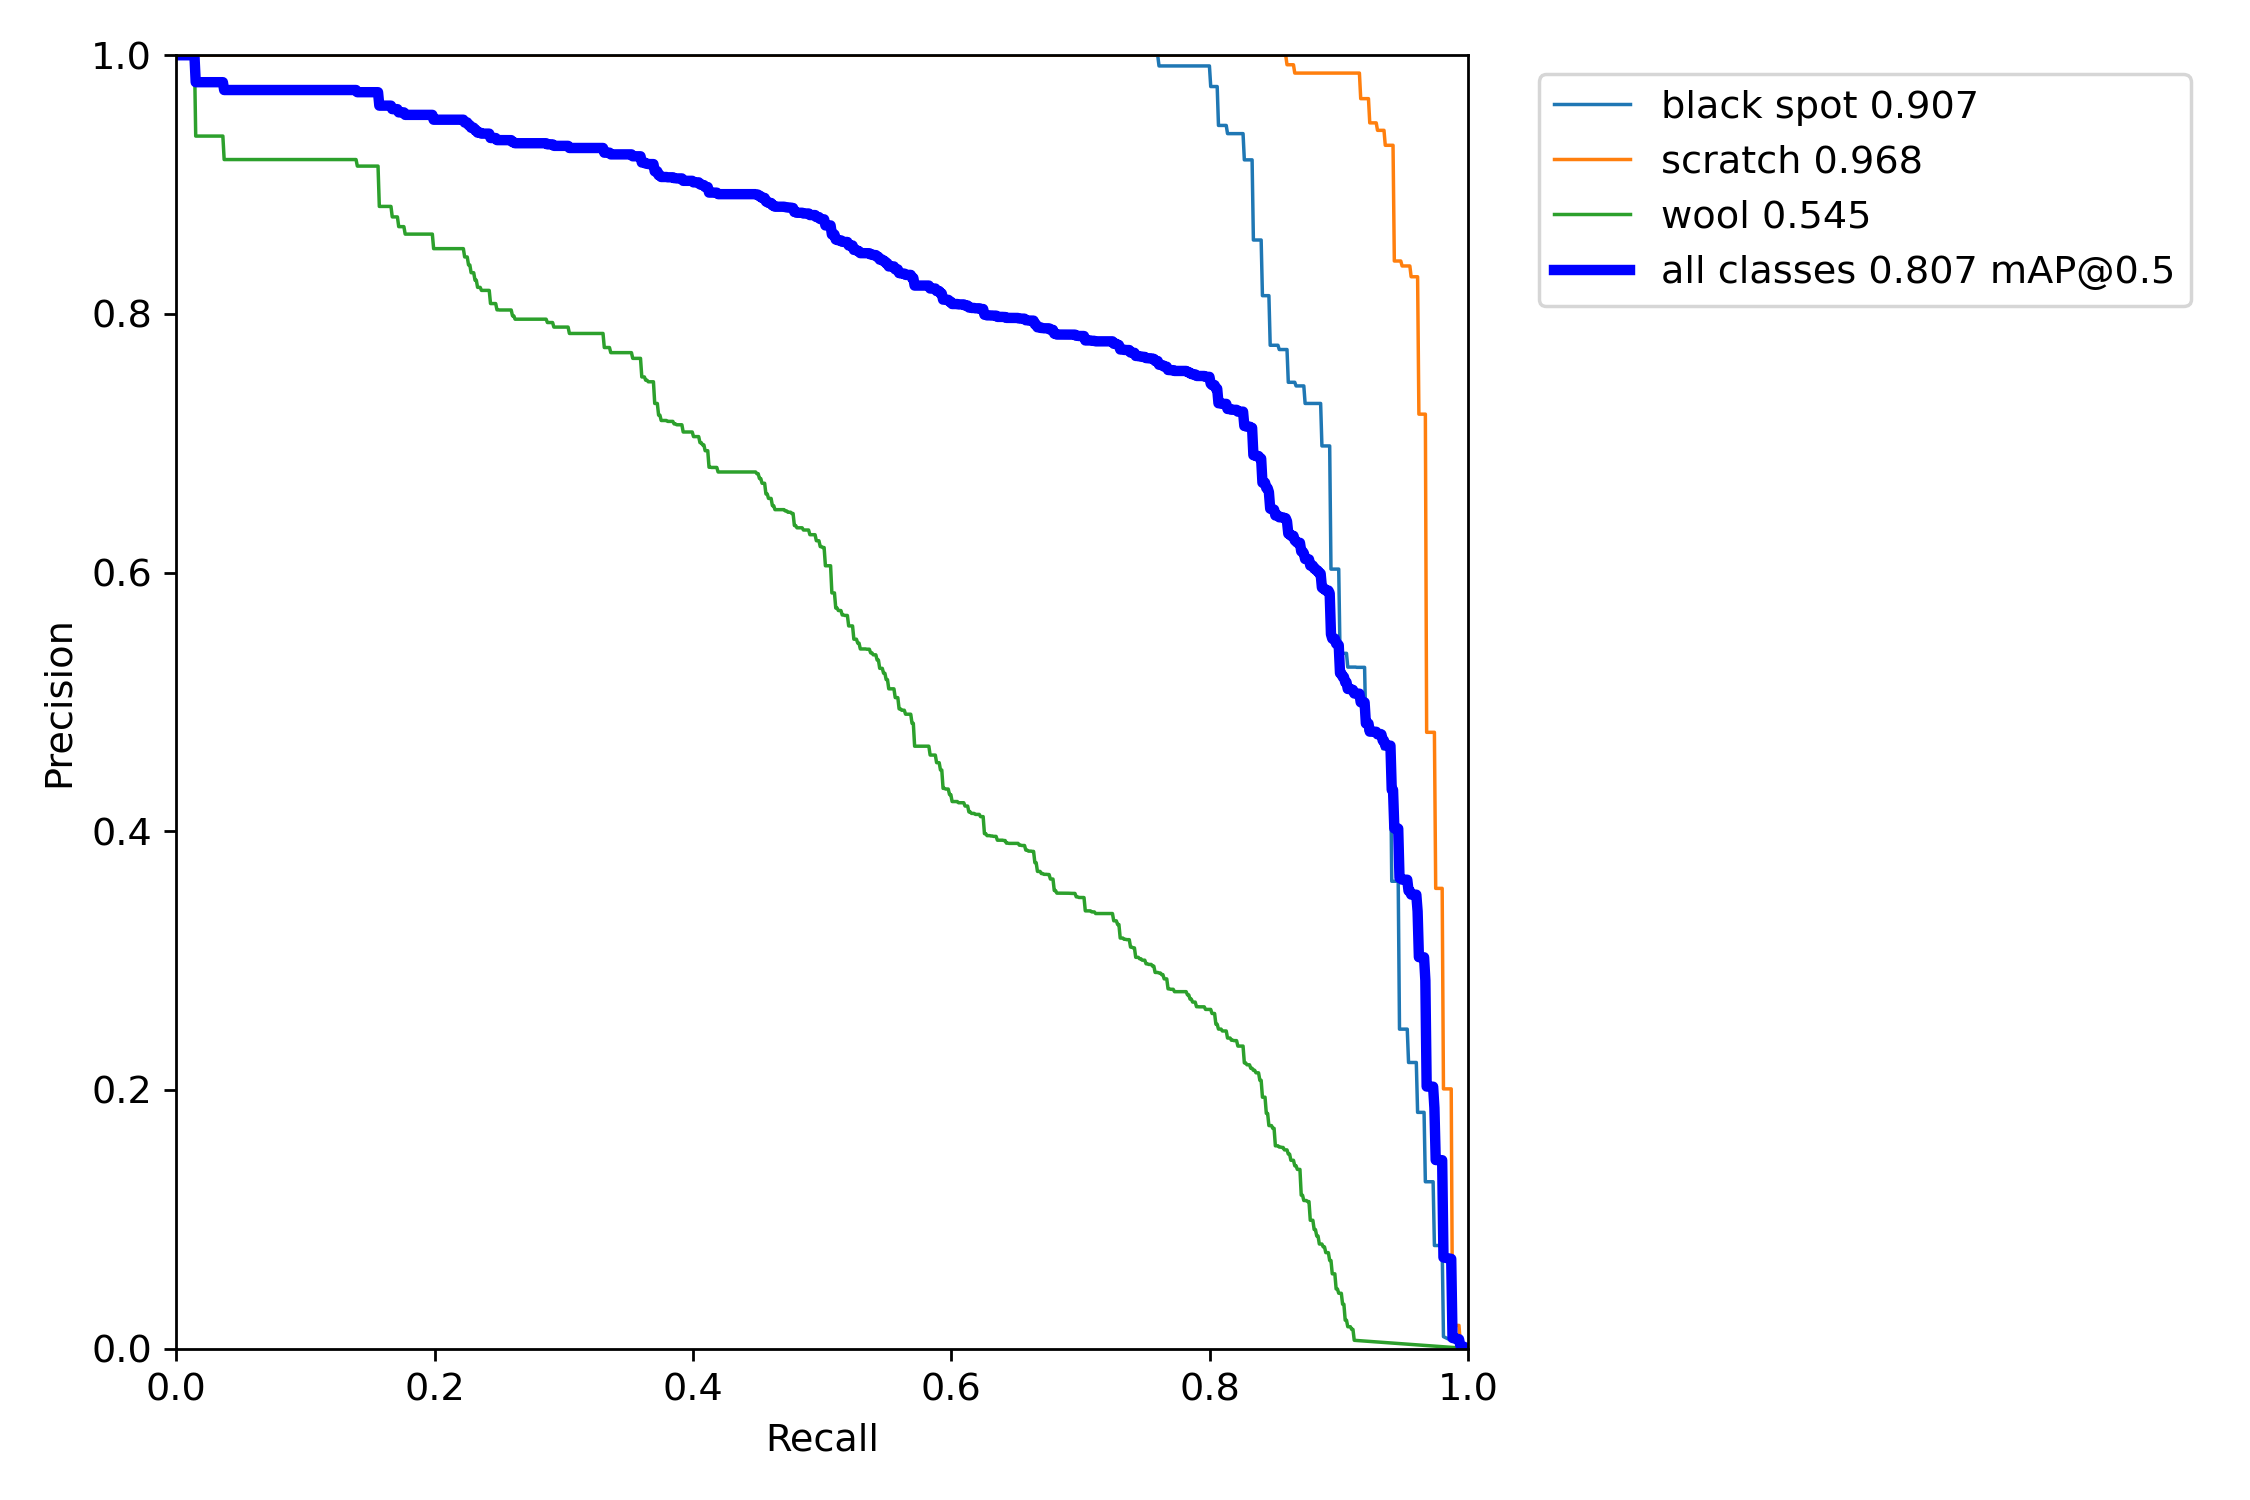 1.0
0.8
0.6
0.4
0.2
0.0
Precision
0.0 0.2 0.4 0.6 0.8 1.0
Recall
black spot 0.907
scratch 0.968
wool 0.545
all classes 0.807 mAP@0.5